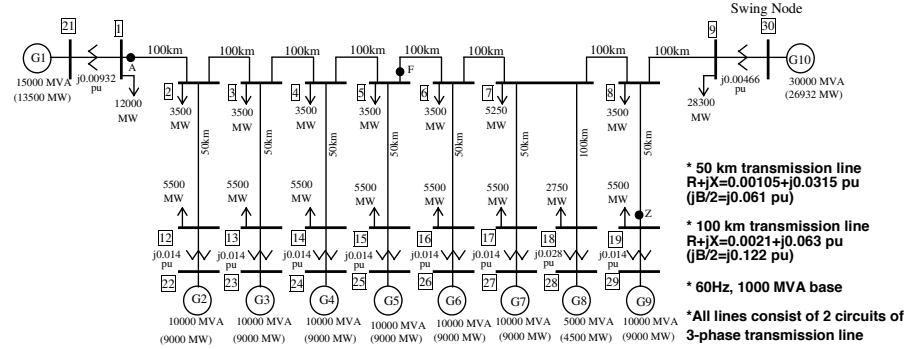 Swing Node
21
1
9
30
G1
A
100km
100km
100km
100km
F
100km
100km
100km
100km
G10
j0.00932
pu
j0.00466
pu
15000 MVA
(13500 MW)
12000
MW
28300
MW
30000 MVA
(26932 MW)
2
3
4
5
6
7
8
3500
MW
3500
MW
3500
MW
3500
MW
3500
MW
5250
MW
3500
MW
50km
50km
50km
50km
50km
50km
100km
50km
5500
MW
5500
MW
5500
MW
5500
MW
5500
MW
5500
MW
2750
MW
5500
MW
Z
12
13
14
15
16
17
18
19
j0.014
pu
j0.014
pu
j0.014
pu
j0.014
pu
j0.014
pu
j0.014
pu
j0.028
pu
j0.014
pu
22
23
24
25
26
27
28
29
G2
G3
G4
G5
G6
G7
G8
G9
10000 MVA
(9000 MW)
10000 MVA
(9000 MW)
10000 MVA
(9000 MW)
10000 MVA
(9000 MW)
10000 MVA
(9000 MW)
10000 MVA
(9000 MW)
5000 MVA
(4500 MW)
10000 MVA
(9000 MW)
* 50 km transmission line
R+jX=0.00105+j0.0315 pu
(jB/2=j0.061 pu)
* 100 km transmission line
R+jX=0.0021+j0.063 pu
(jB/2=j0.122 pu)
* 60Hz, 1000 MVA base
*All lines consist of 2 circuits of
3-phase transmission line